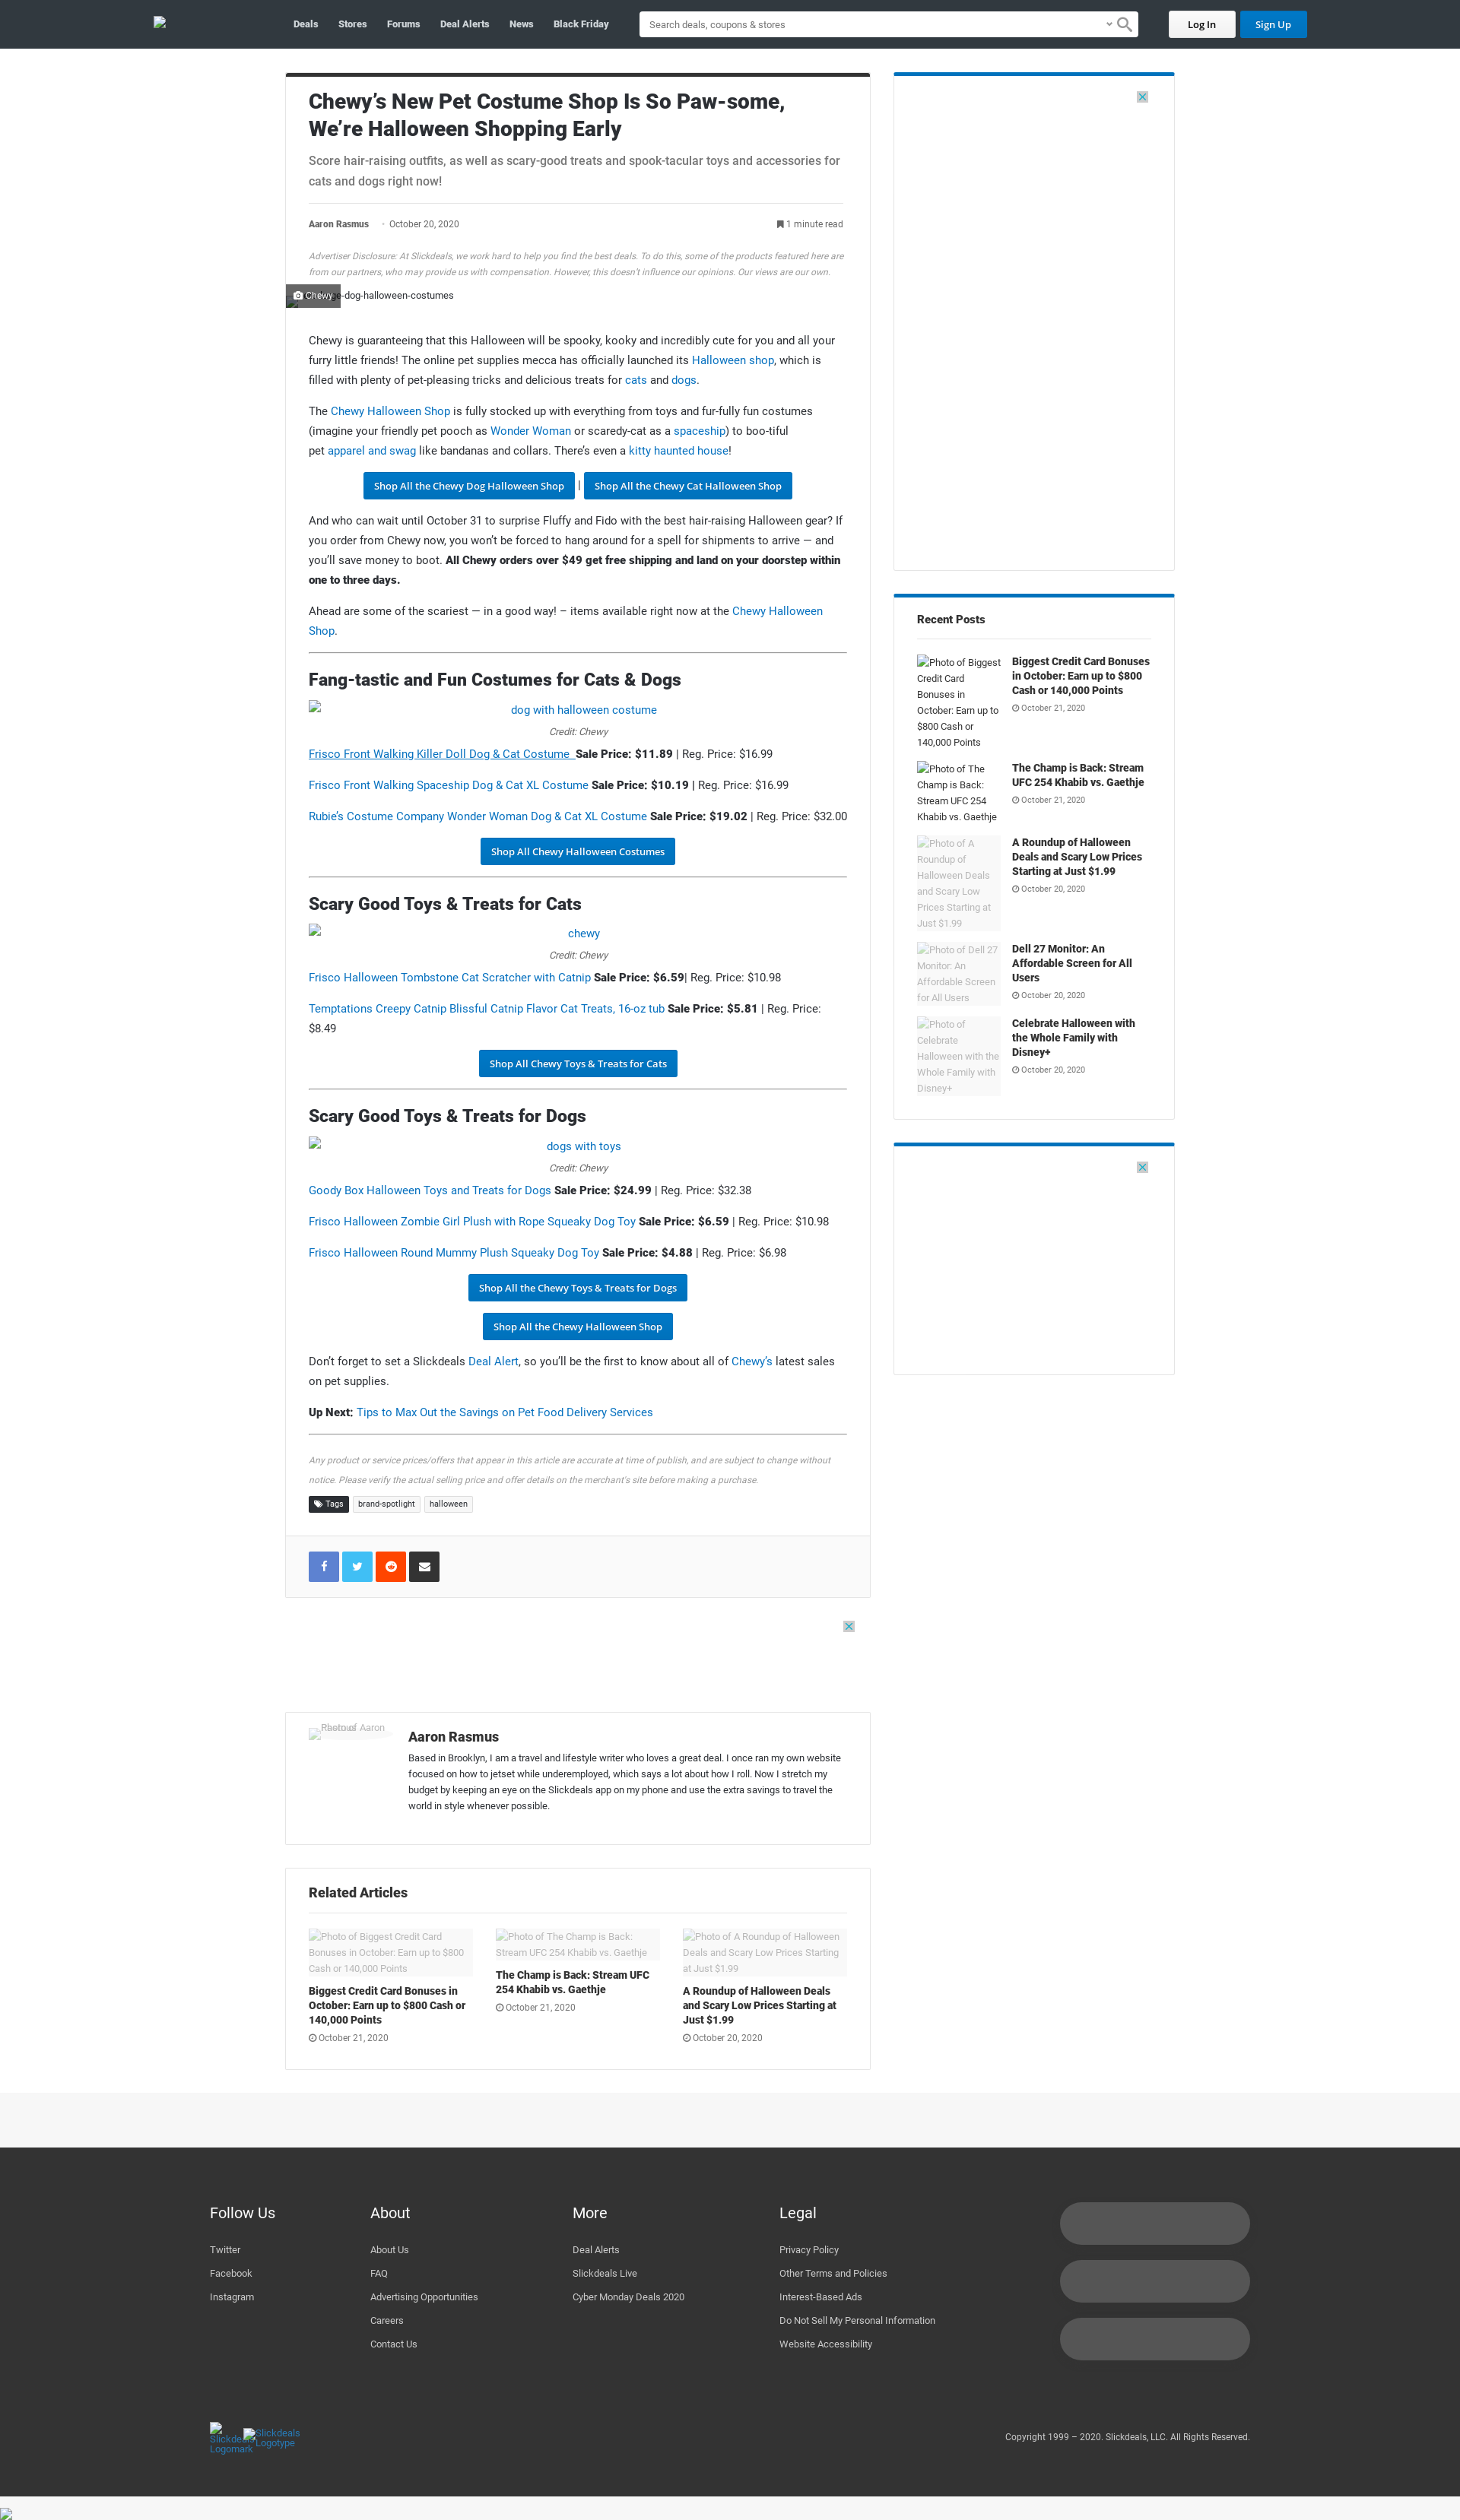 Deals Stores Forums Deal Alerts News Black Friday Search deals, coupons & stores Log In Sign Up
Chewy’s New Pet Costume Shop Is So Paw-some,
We’re Halloween Shopping Early
Score hair-raising outfits, as well as scary-good treats and spook-tacular toys and accessories for
cats and dogs right now!
Aaron Rasmus • October 20, 2020 1 minute read
Advertiser Disclosure: At Slickdeals, we work hard to help you find the best deals. To do this, some of the products featured here are
from our partners, who may provide us with compensation. However, this doesn’t influence our opinions. Our views are our own.
Chewy
-dog-halloween-costumes
Chewy is guaranteeing that this Halloween will be spooky, kooky and incredibly cute for you and all your
furry little friends! The online pet supplies mecca has officially launched its Halloween shop, which is
filled with plenty of pet-pleasing tricks and delicious treats for cats and dogs.
The Chewy Halloween Shop is fully stocked up with everything from toys and fur-fully fun costumes
(imagine your friendly pet pooch as Wonder Woman or scaredy-cat as a spaceship) to boo-tiful
pet apparel and swag like bandanas and collars. There’s even a kitty haunted house!
Shop All the Chewy Dog Halloween Shop | Shop All the Chewy Cat Halloween Shop
And who can wait until October 31 to surprise Fluffy and Fido with the best hair-raising Halloween gear? If
you order from Chewy now, you won’t be forced to hang around for a spell for shipments to arrive — and
you’ll save money to boot. All Chewy orders over $49 get free shipping and land on your doorstep within
one to three days.
Ahead are some of the scariest — in a good way! – items available right now at the Chewy Halloween
Shop.
Fang-tastic and Fun Costumes for Cats & Dogs
dog with halloween costume
Credit: Chewy
Frisco Front Walking Killer Doll Dog & Cat Costume Sale Price: $11.89 | Reg. Price: $16.99
Frisco Front Walking Spaceship Dog & Cat XL Costume Sale Price: $10.19 | Reg. Price: $16.99
Rubie’s Costume Company Wonder Woman Dog & Cat XL Costume Sale Price: $19.02 | Reg. Price: $32.00
Shop All Chewy Halloween Costumes
Scary Good Toys & Treats for Cats
chewy
Credit: Chewy
Frisco Halloween Tombstone Cat Scratcher with Catnip Sale Price: $6.59| Reg. Price: $10.98
Temptations Creepy Catnip Blissful Catnip Flavor Cat Treats, 16-oz tub Sale Price: $5.81 | Reg. Price:
$8.49
Shop All Chewy Toys & Treats for Cats
Scary Good Toys & Treats for Dogs
dogs with toys
Credit: Chewy
Goody Box Halloween Toys and Treats for Dogs Sale Price: $24.99 | Reg. Price: $32.38
Frisco Halloween Zombie Girl Plush with Rope Squeaky Dog Toy Sale Price: $6.59 | Reg. Price: $10.98
Frisco Halloween Round Mummy Plush Squeaky Dog Toy Sale Price: $4.88 | Reg. Price: $6.98
Shop All the Chewy Toys & Treats for Dogs
Shop All the Chewy Halloween Shop
Don’t forget to set a Slickdeals Deal Alert, so you’ll be the first to know about all of Chewy’s latest sales
on pet supplies.
Up Next: Tips to Max Out the Savings on Pet Food Delivery Services
Any product or service prices/offers that appear in this article are accurate at time of publish, and are subject to change without
notice. Please verify the actual selling price and offer details on the merchant’s site before making a purchase.
Tags brand-spotlight halloween
Recent Posts
Photo of Biggest
Credit Card
Bonuses in
October: Earn up to
$800 Cash or
140,000 Points
Biggest Credit Card Bonuses
in October: Earn up to $800
Cash or 140,000 Points
October 21, 2020
Photo of The
Champ is Back:
Stream UFC 254
Khabib vs. Gaethje
The Champ is Back: Stream
UFC 254 Khabib vs. Gaethje
October 21, 2020
Photo of A
Roundup of
Halloween Deals
and Scary Low
Prices Starting at
Just $1.99
A Roundup of Halloween
Deals and Scary Low Prices
Starting at Just $1.99
October 20, 2020
Photo of Dell 27
Monitor: An
Affordable Screen
for All Users
Dell 27 Monitor: An
Affordable Screen for All
Users
October 20, 2020
Photo of
Celebrate
Halloween with the
Whole Family with
Disney+
Celebrate Halloween with
the Whole Family with
Disney+
October 20, 2020
Photo of Aaron
Aaron Rasmus
Based in Brooklyn, I am a travel and lifestyle writer who loves a great deal. I once ran my own website
focused on how to jetset while underemployed, which says a lot about how I roll. Now I stretch my
budget by keeping an eye on the Slickdeals app on my phone and use the extra savings to travel the
world in style whenever possible.
Related Articles
Photo of Biggest Credit Card
Bonuses in October: Earn up to $800
Cash or 140,000 Points
Biggest Credit Card Bonuses in
October: Earn up to $800 Cash or
140,000 Points
October 21, 2020
Photo of The Champ is Back:
Stream UFC 254 Khabib vs. Gaethje
The Champ is Back: Stream UFC
254 Khabib vs. Gaethje
October 21, 2020
Photo of A Roundup of Halloween
Deals and Scary Low Prices Starting
at Just $1.99
A Roundup of Halloween Deals
and Scary Low Prices Starting at
Just $1.99
October 20, 2020
Follow Us
Twitter
Facebook
Instagram
About
About Us
FAQ
Advertising Opportunities
Careers
Contact Us
More
Deal Alerts
Slickdeals Live
Cyber Monday Deals 2020
Legal
Privacy Policy
Other Terms and Policies
Interest-Based Ads
Do Not Sell My Personal Information
Website Accessibility
Slickdeals
Logomark
Slickdeals
Logotype
Copyright 1999 – 2020. Slickdeals, LLC. All Rights Reserved.